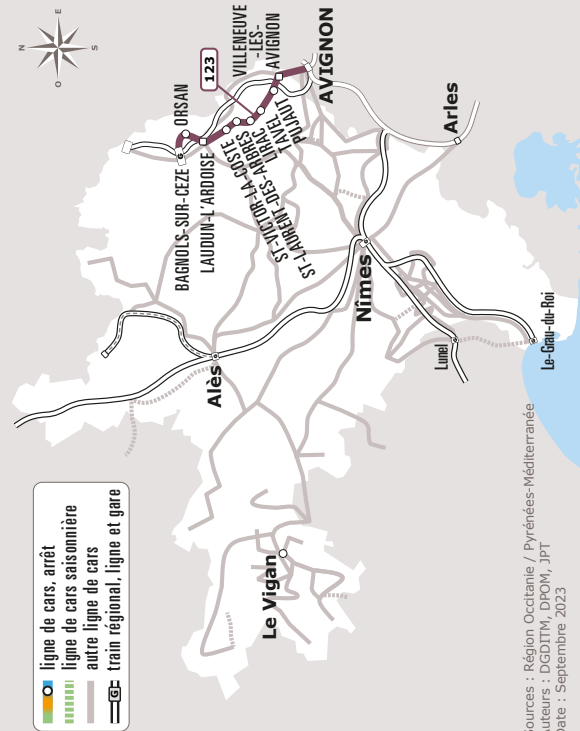 N
E
S
O
ligne de cars, arrêt
ligne de cars saisonnière
autre ligne de cars
G train régional, ligne et gare
123
G
BAGNOLS-SUR-CEZE
ORSAN
LAUDUN-L'ARDOISE
ST-VICTOR-LA-COSTE
ST-LAURENT-DES-ARBRES
LIRAC
TAVEL
PUJAUT
VILLENEUVE
-LES-
AVIGNON
AVIGNON
Alès
Nîmes
Arles
Le Vigan
Lunel
Le-Grau-du-Roi
Sources : Région Occitanie / Pyrénées-Méditerranée
Auteurs : DGDITM, DPOM, JPT
Date : Septembre 2023